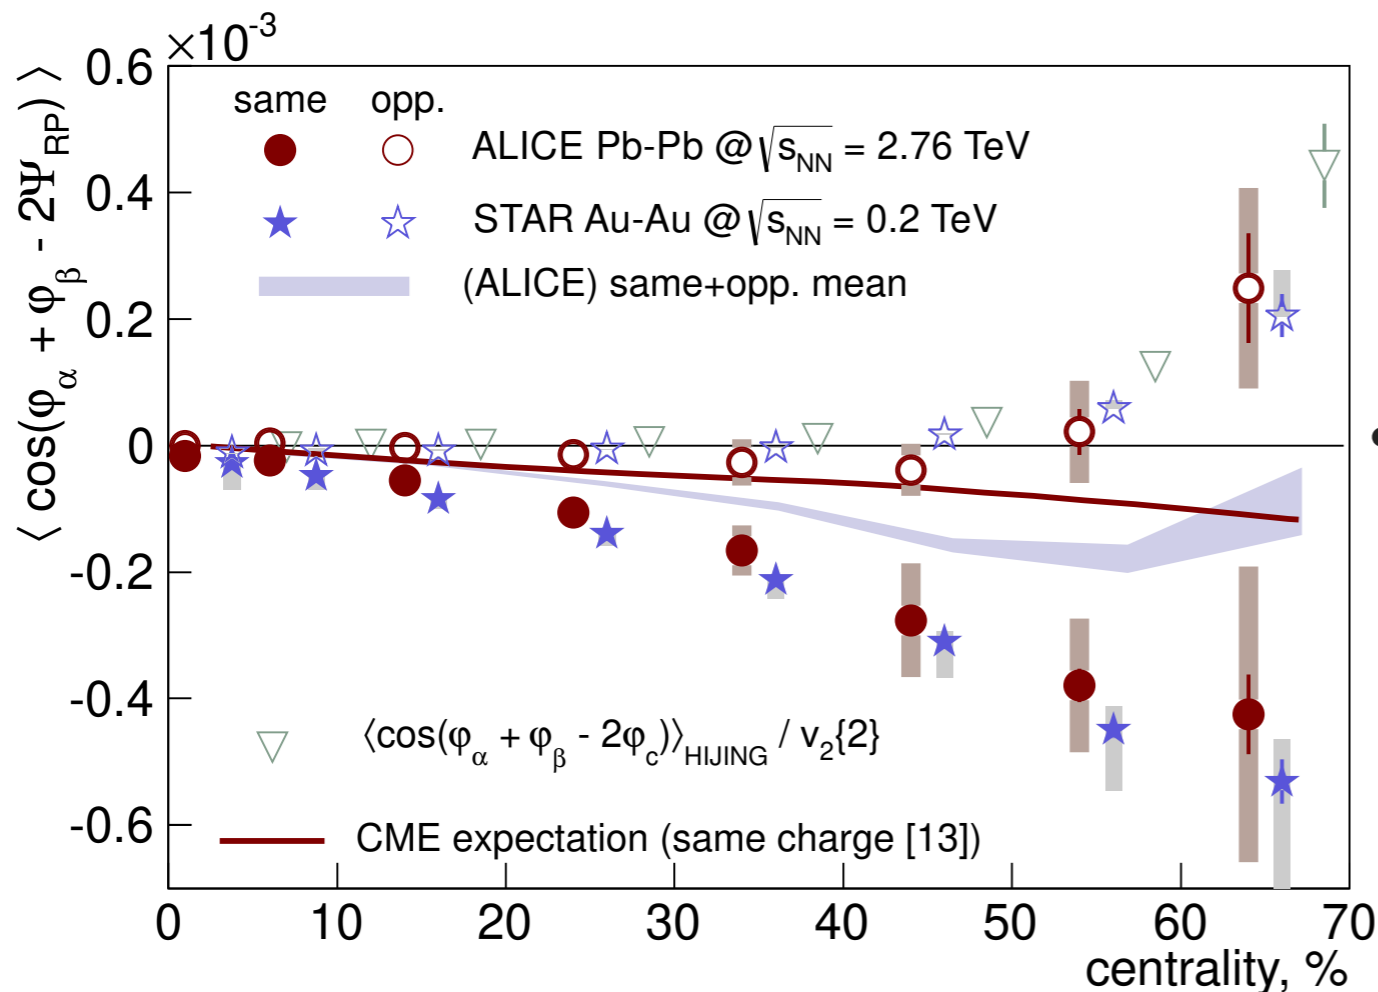 ×10⁻³
⟨ cos(φα + φβ - 2ΨRP) ⟩
0.6
0.4
0.2
0
-0.2
-0.4
-0.6
same opp.
ALICE Pb-Pb @ √sNN = 2.76 TeV
STAR Au-Au @ √sNN = 0.2 TeV
(ALICE) same+opp. mean
⟨cos(φα + φβ - 2φc)⟩HIJING / v2{2}
CME expectation (same charge [13])
0 10 20 30 40 50 60 70
centrality, %